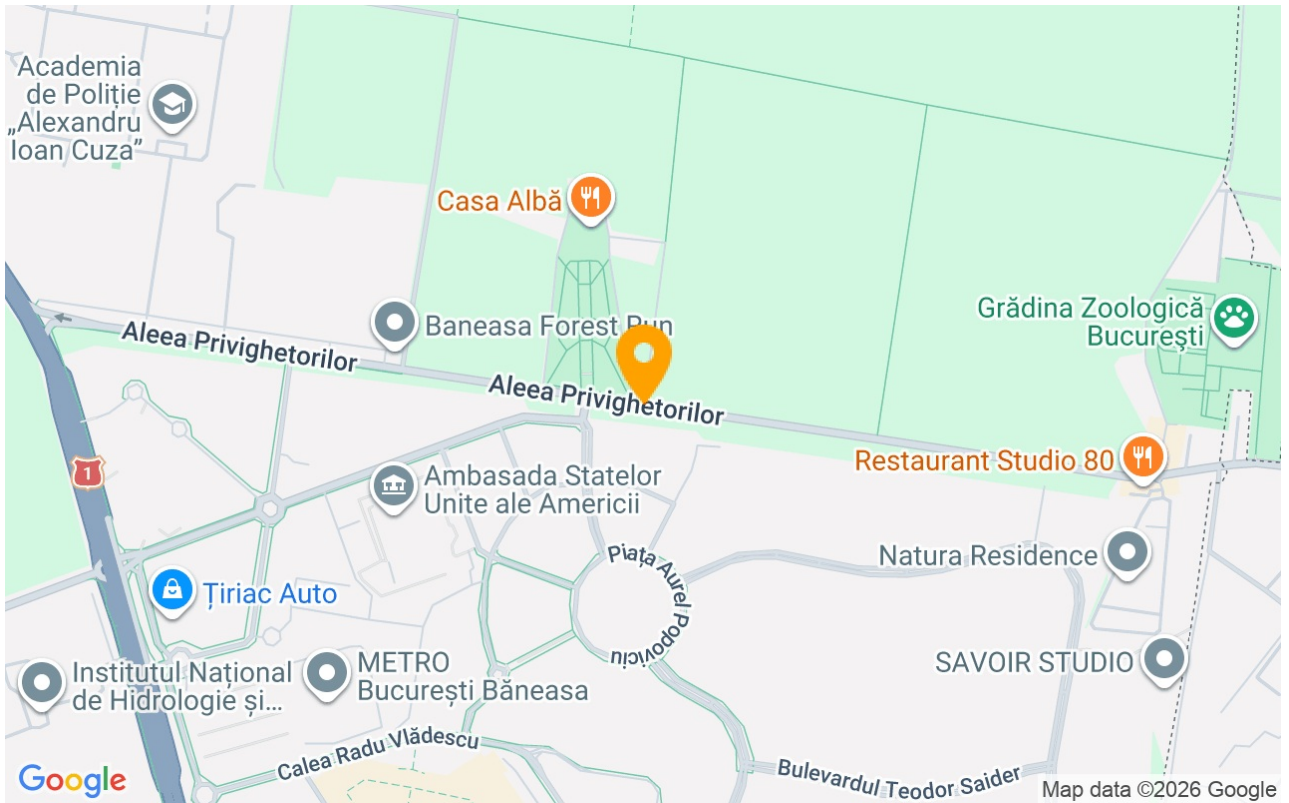 Academia
de Poliție
„Alexandru
Ioan Cuza”
Casa Albă
Grădina Zoologică
București
Baneasa Forest Run
Aleea Privighetorilor
Aleea Privighetorilor
Restaurant Studio 80
1
Ambasada Statelor
Unite ale Americii
Natura Residence
Piața Aurel Popoviciu
Țiriac Auto
SAVOIR STUDIO
METRO
București Băneasa
Institutul Național
de Hidrologie și...
Calea Radu Vlădescu
Bulevardul Teodor Saider
Google
Map data ©2026 Google